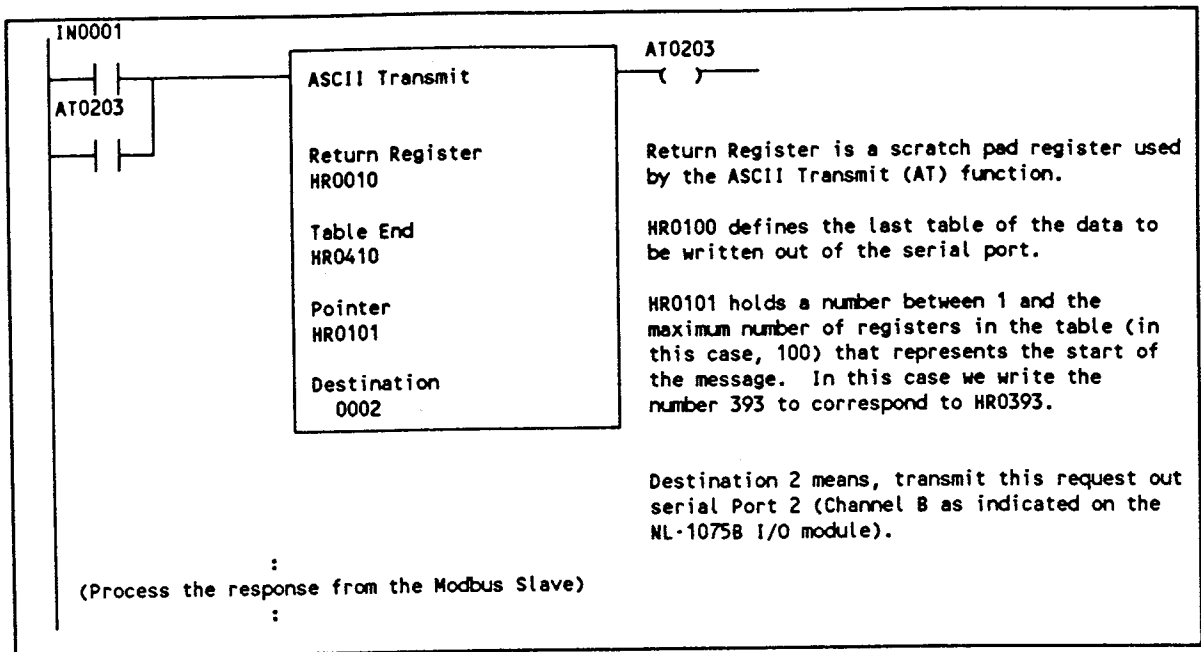 IN0001
AT0203
ASCII Transmit
AT0203
Return Register
HR0010
Return Register is a scratch pad register used
by the ASCII Transmit (AT) function.
Table End
HR0410
HR0100 defines the last table of the data to
be written out of the serial port.
Pointer
HR0101
HR0101 holds a number between 1 and the
maximum number of registers in the table (in
this case, 100) that represents the start of
the message. In this case we write the
number 393 to correspond to HR0393.
Destination
0002
Destination 2 means, transmit this request out
serial Port 2 (Channel B as indicated on the
NL-1075B I/O module).
:
(Process the response from the Modbus Slave)
: